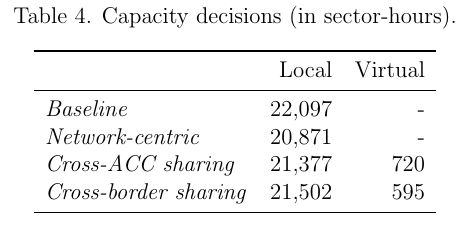 Table 4. Capacity decisions (in sector-hours).
Local Virtual
Baseline 22,097 -
Network-centric 20,871 -
Cross-ACC sharing 21,377 720
Cross-border sharing 21,502 595